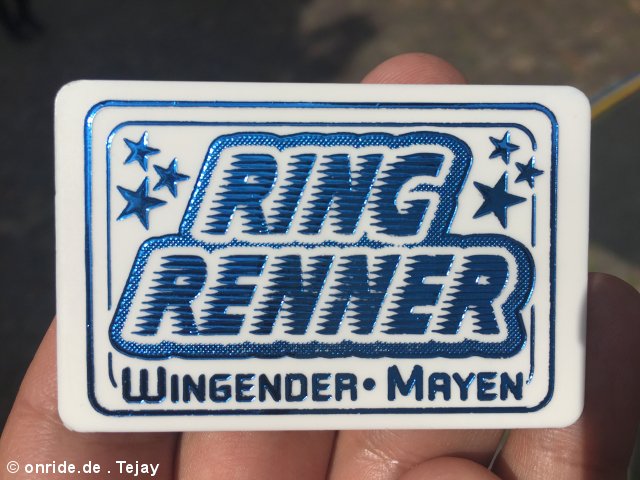 RING
RENNER
WINGENDER • MAYEN
© onride.de . Tejay